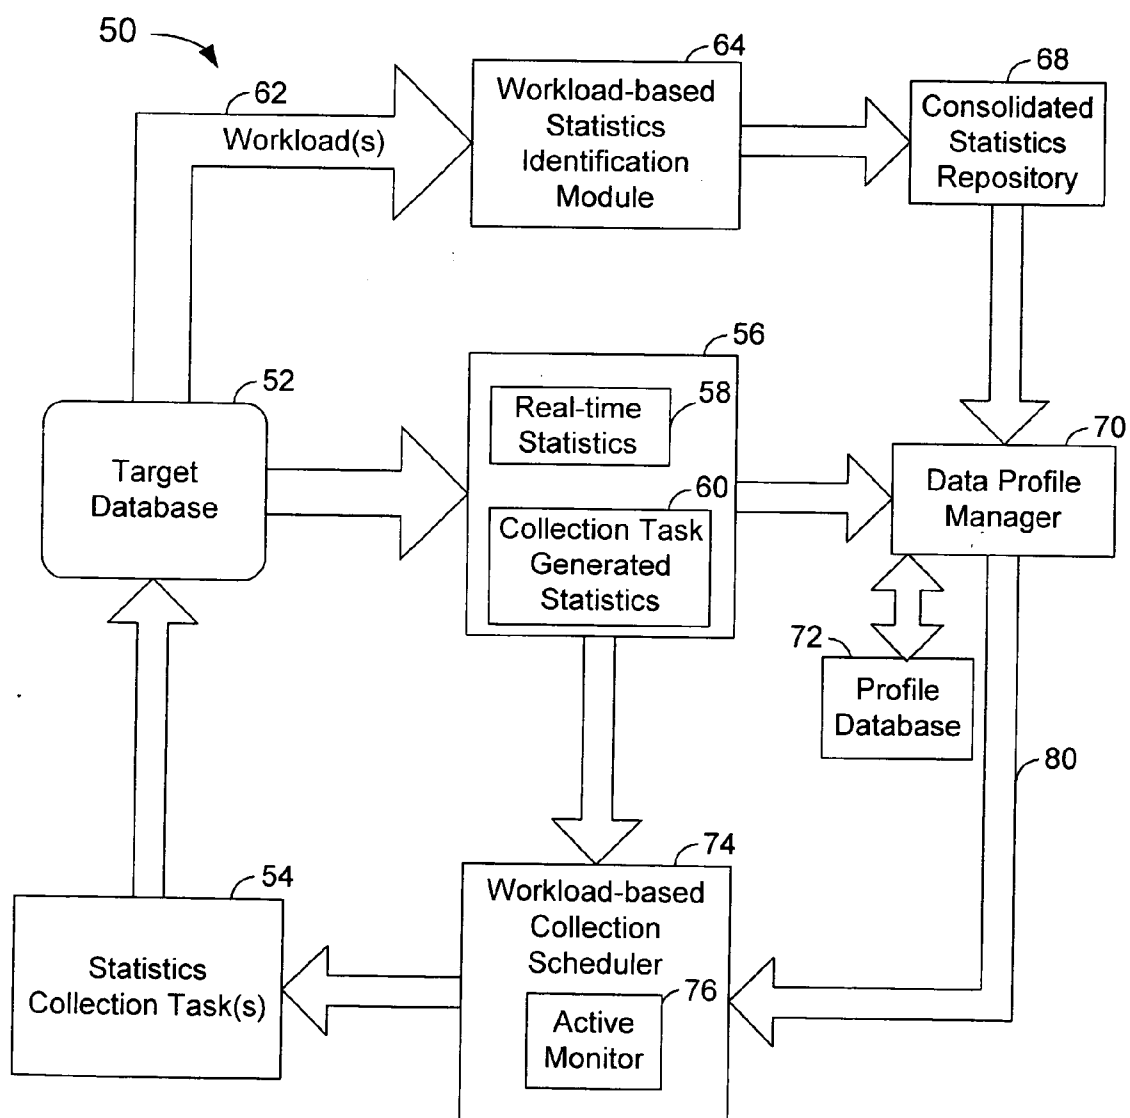 50
62
Workload(s)
64
Workload-based
Statistics
Identification
Module
68
Consolidated
Statistics
Repository
52
Target
Database
56
58
Real-time
Statistics
60
Collection Task
Generated
Statistics
70
Data Profile
Manager
72
Profile
Database
80
54
Statistics
Collection Task(s)
74
Workload-based
Collection
Scheduler
76
Active
Monitor